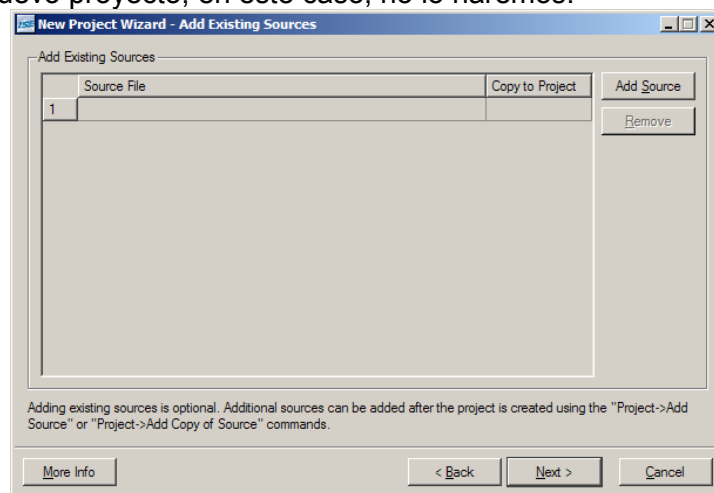 uevo proyecto, en este caso, no lo haremos.
ISE New Project Wizard - Add Existing Sources
Add Existing Sources
Source File Copy to Project
1
Add Source
Remove
Adding existing sources is optional. Additional sources can be added after the project is created using the "Project->Add
Source" or "Project->Add Copy of Source" commands.
More Info < Back Next > Cancel